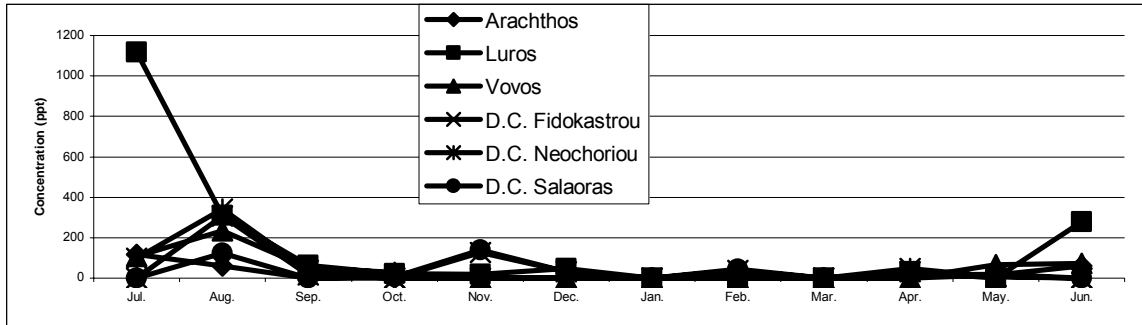 Arachthos
Luros
Vovos
D.C. Fidokastrou
D.C. Neochoriou
D.C. Salaoras
Concentration (ppt)
1200
1000
800
600
400
200
0
Jul. Aug. Sep. Oct. Nov. Dec. Jan. Feb. Mar. Apr. May. Jun.